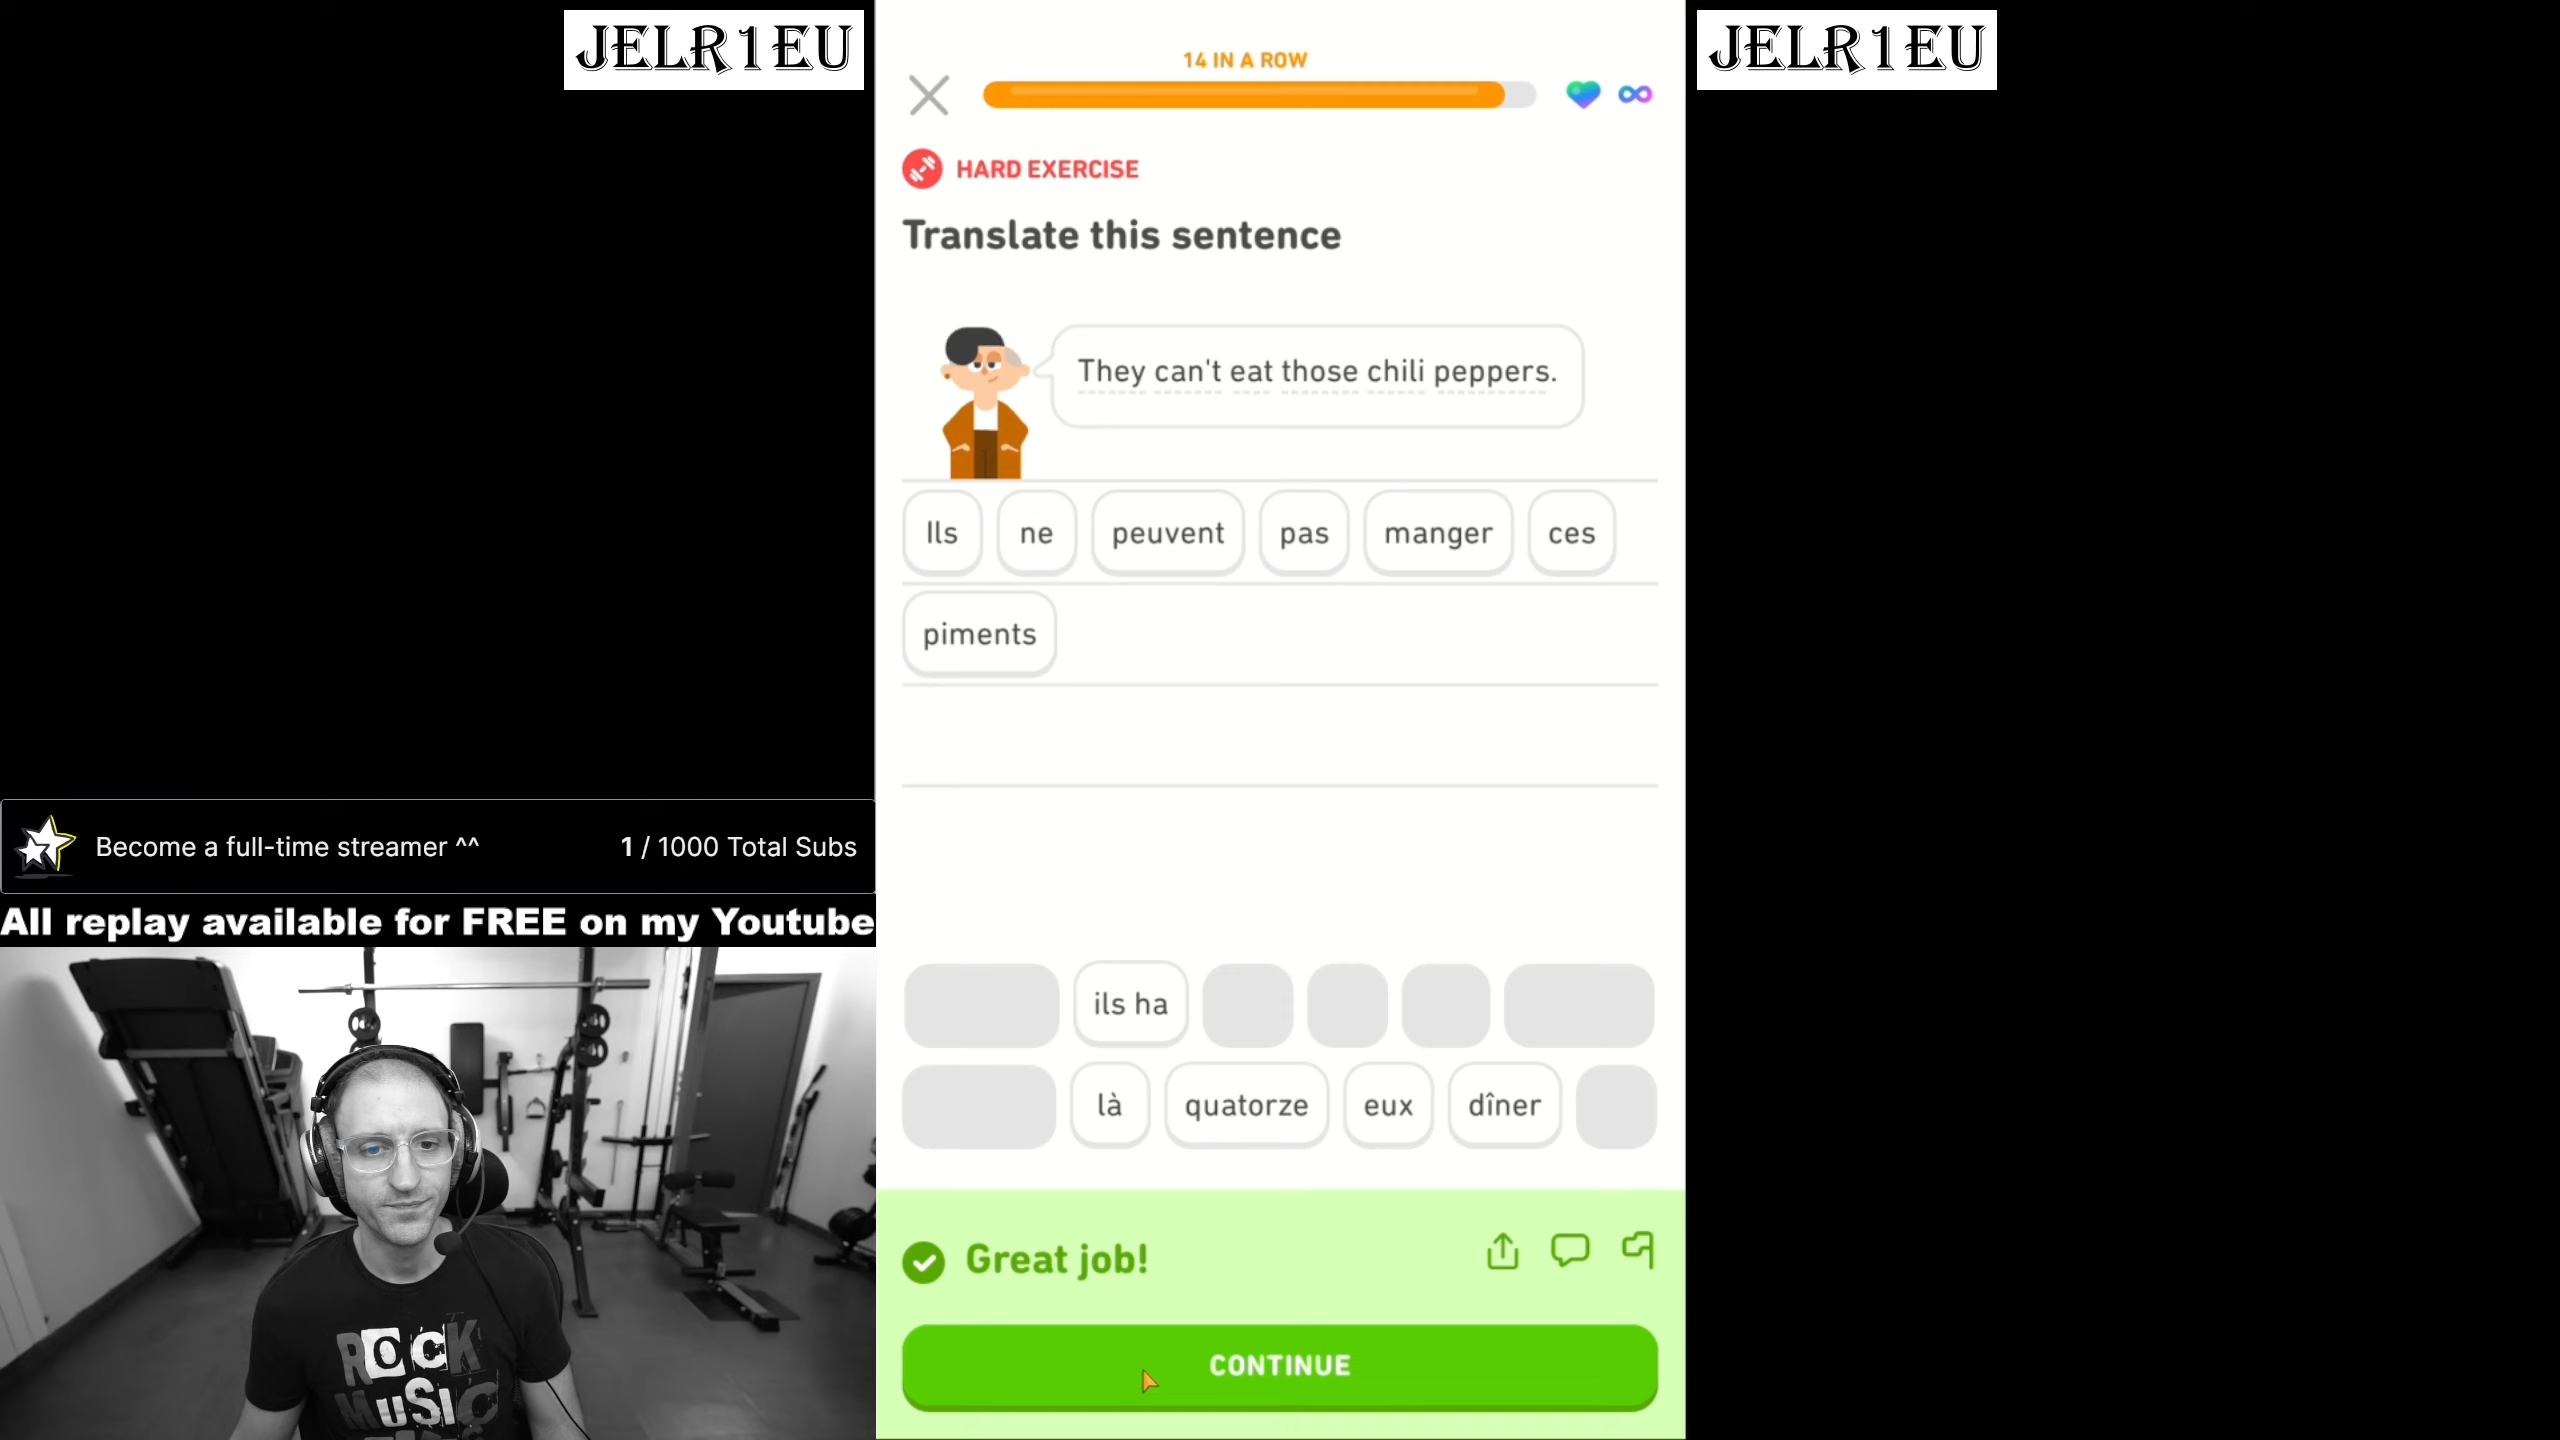 JELR1EU
JELR1EU
14 IN A ROW
HARD EXERCISE
Translate this sentence
They can't eat those chili peppers.
Ils ne peuvent pas manger ces
piments
ils ha
là quatorze eux dîner
Great job!
CONTINUE
Become a full-time streamer ^^ 1 / 1000 Total Subs
All replay available for FREE on my Youtube
ROCK
MUSIC